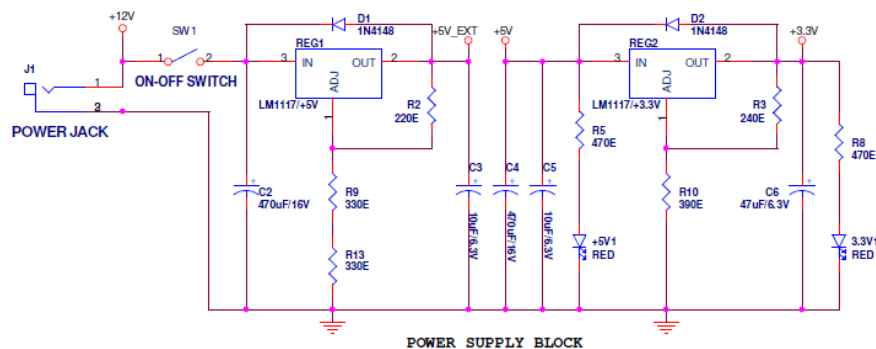 +12V
SW1
1
2
ON-OFF SWITCH
J1
1
POWER JACK
D1
1N4148
REG1
3
IN
OUT
2
ADJ
LM1117/+5V
1
R2
220E
+5V_EXT
+5V
C2
470uF/16V
R9
330E
R13
330E
C3
10uF/6.3V
C4
470uF/16V
C5
10uF/6.3V
R5
470E
+5V1
RED
D2
1N4148
REG2
3
IN
OUT
2
ADJ
LM1117/+3.3V
1
R3
240E
R10
390E
+3.3V
C6
47uF/6.3V
R8
470E
3.3V1
RED
POWER SUPPLY BLOCK